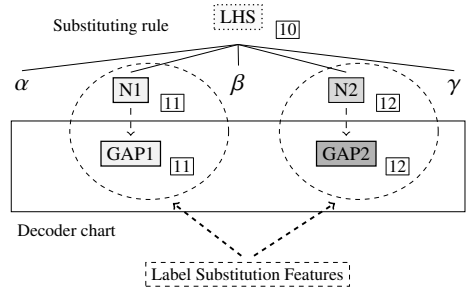 Substituting rule LHS 10
α N1 11 β N2 12 γ
GAP1 11 GAP2 12
Decoder chart
Label Substitution Features